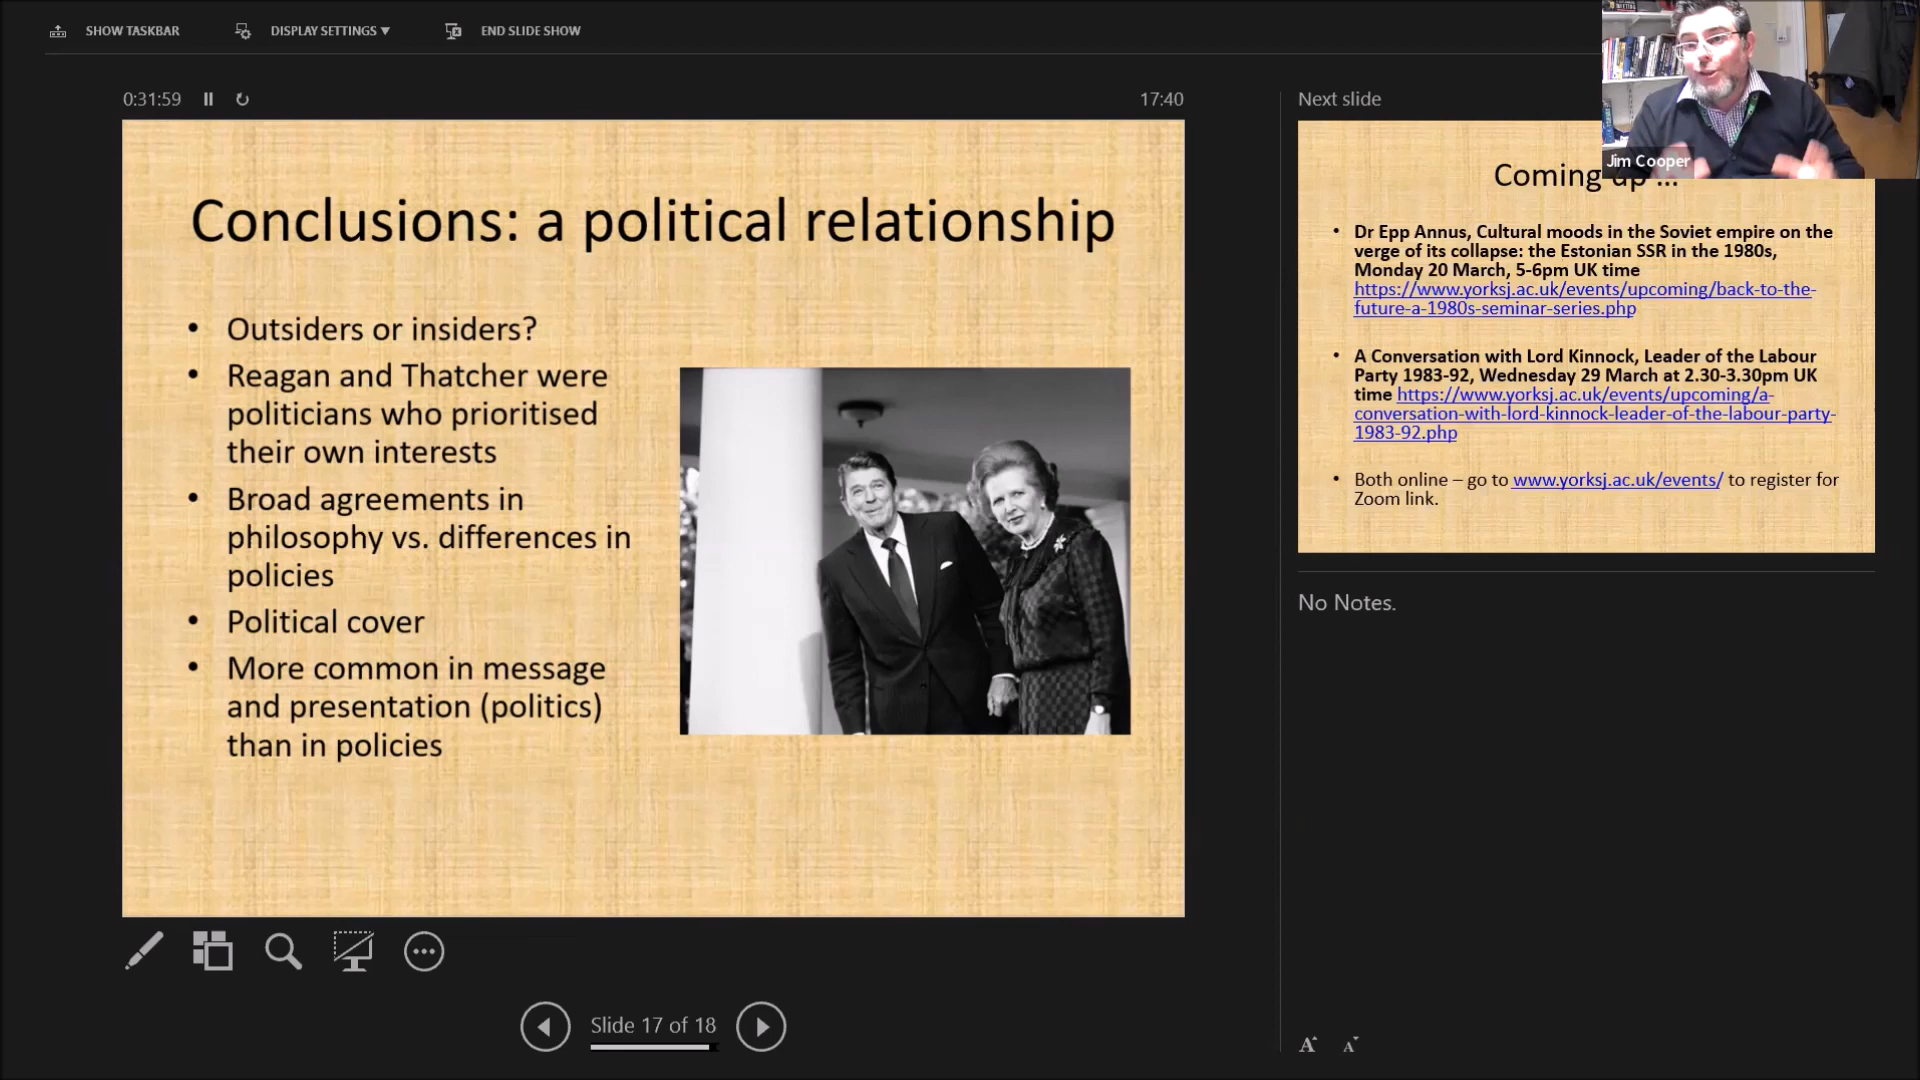 SHOW TASKBAR
DISPLAY SETTINGS ▼
END SLIDE SHOW
0:31:59
17:40
Next slide
Conclusions: a political relationship
• Outsiders or insiders?
• Reagan and Thatcher were
politicians who prioritised
their own interests
• Broad agreements in
philosophy vs. differences in
policies
• Political cover
• More common in message
and presentation (politics)
than in policies
Jim Cooper
Coming up ...
• Dr Epp Annus, Cultural moods in the Soviet empire on the
verge of its collapse: the Estonian SSR in the 1980s,
Monday 20 March, 5-6pm UK time
https://www.yorksj.ac.uk/events/upcoming/back-to-the-
future-a-1980s-seminar-series.php
• A Conversation with Lord Kinnock, Leader of the Labour
Party 1983-92, Wednesday 29 March at 2.30-3.30pm UK
time https://www.yorksj.ac.uk/events/upcoming/a-
conversation-with-lord-kinnock-leader-of-the-labour-party-
1983-92.php
• Both online – go to www.yorksj.ac.uk/events/ to register for
Zoom link.
No Notes.
Slide 17 of 18
A A